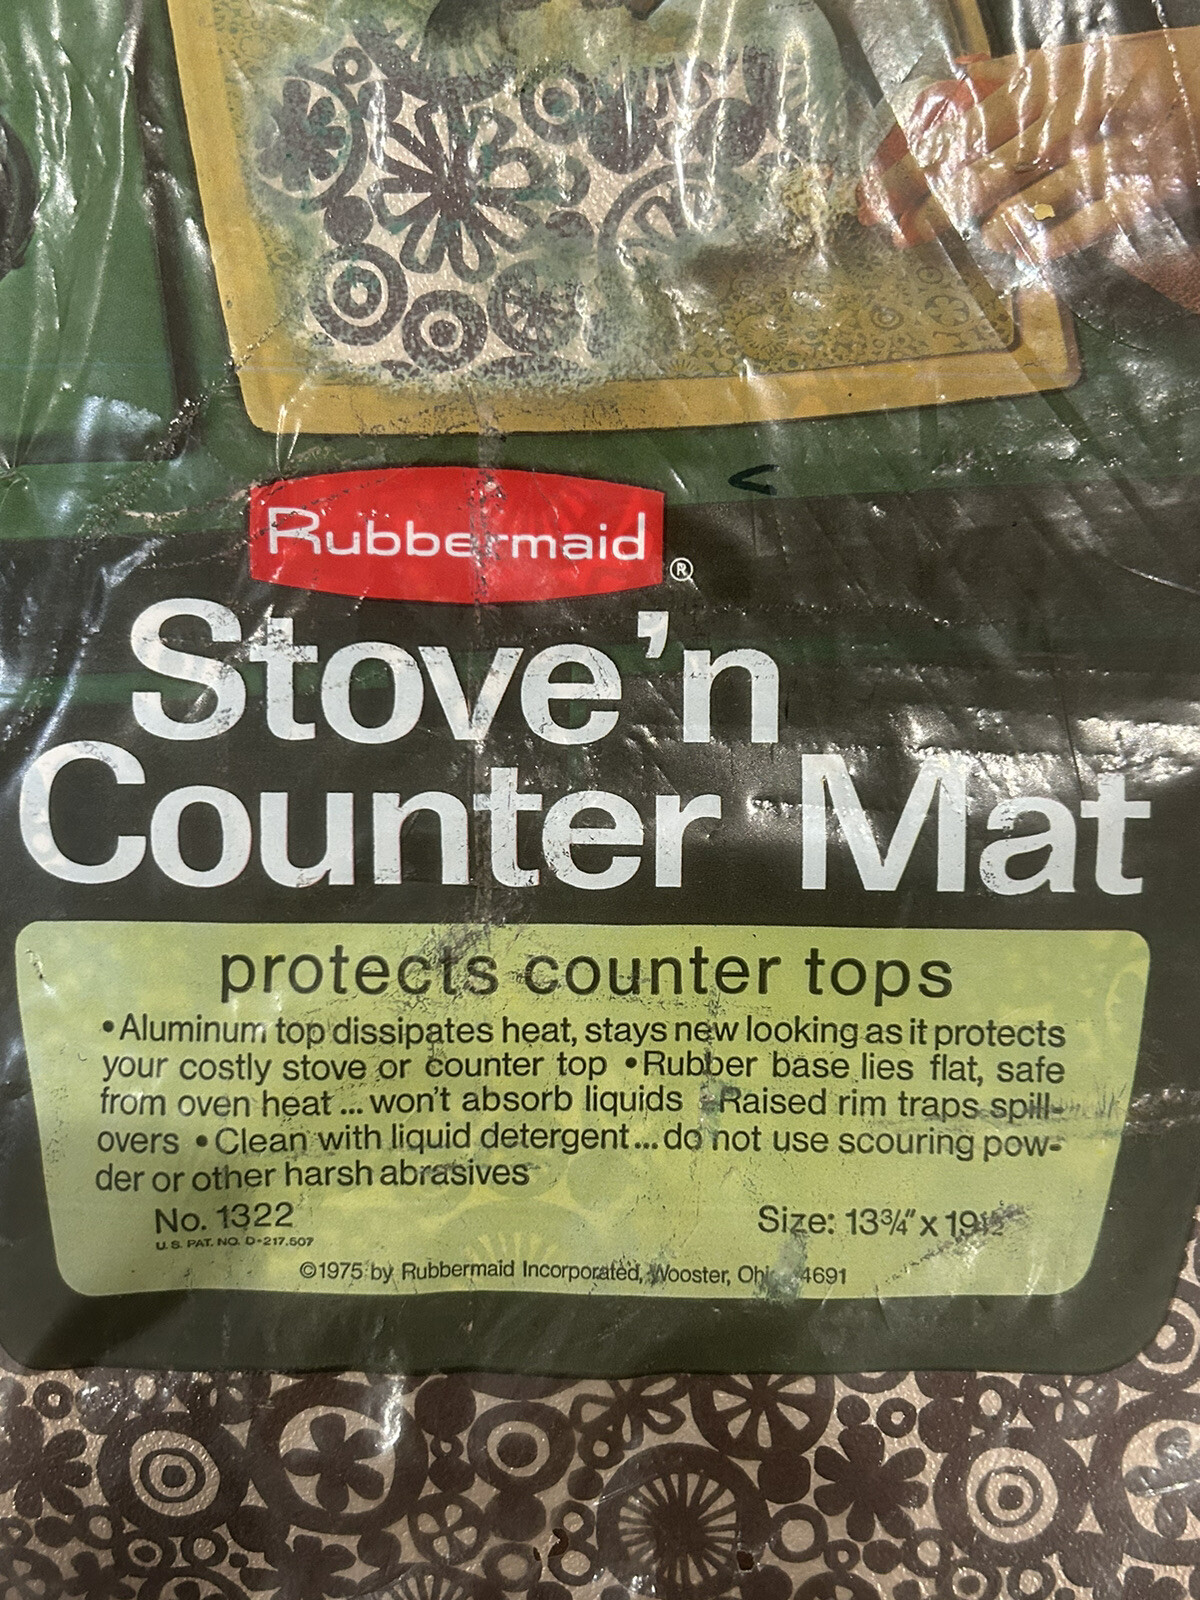 Rubbermaid ®
Stove'n
Counter Mat
protects counter tops
•Aluminum top dissipates heat, stays new looking as it protects
your costly stove or counter top •Rubber base lies flat, safe
from oven heat... won't absorb liquids •Raised rim traps spill-
overs •Clean with liquid detergent...do not use scouring pow-
der or other harsh abrasives
No. 1322
Size: 13¾" x 19½"
U.S. PAT. NO. D-217,507
©1975 by Rubbermaid Incorporated, Wooster, Ohio 4691